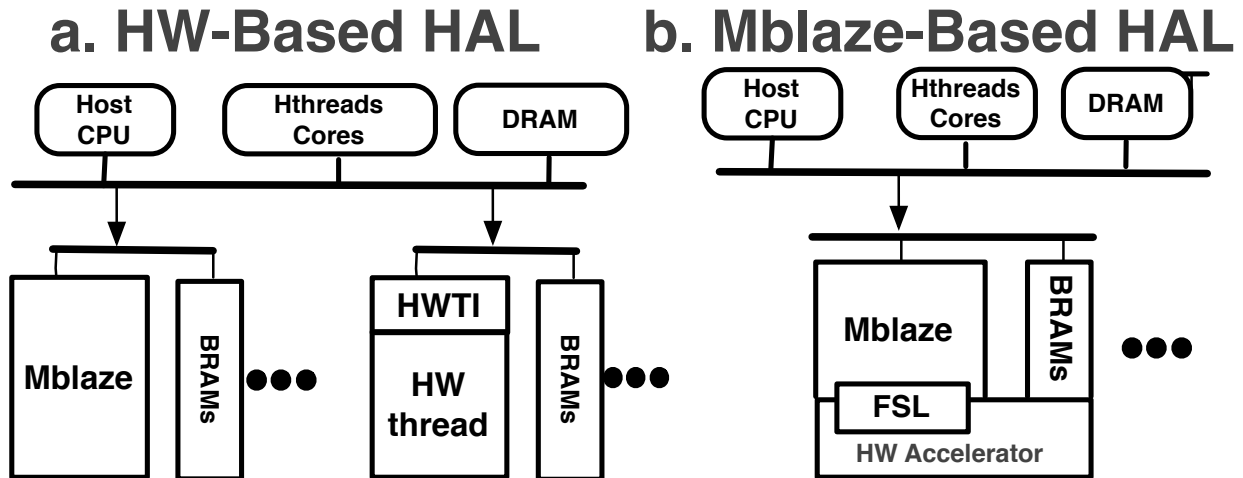 a. HW-Based HAL
Host
CPU
Hthreads
Cores
DRAM
Mblaze
BRAMs
HWTI
HW
thread
BRAMs
b. Mblaze-Based HAL
Host
CPU
Hthreads
Cores
DRAM
Mblaze
BRAMs
FSL
HW Accelerator